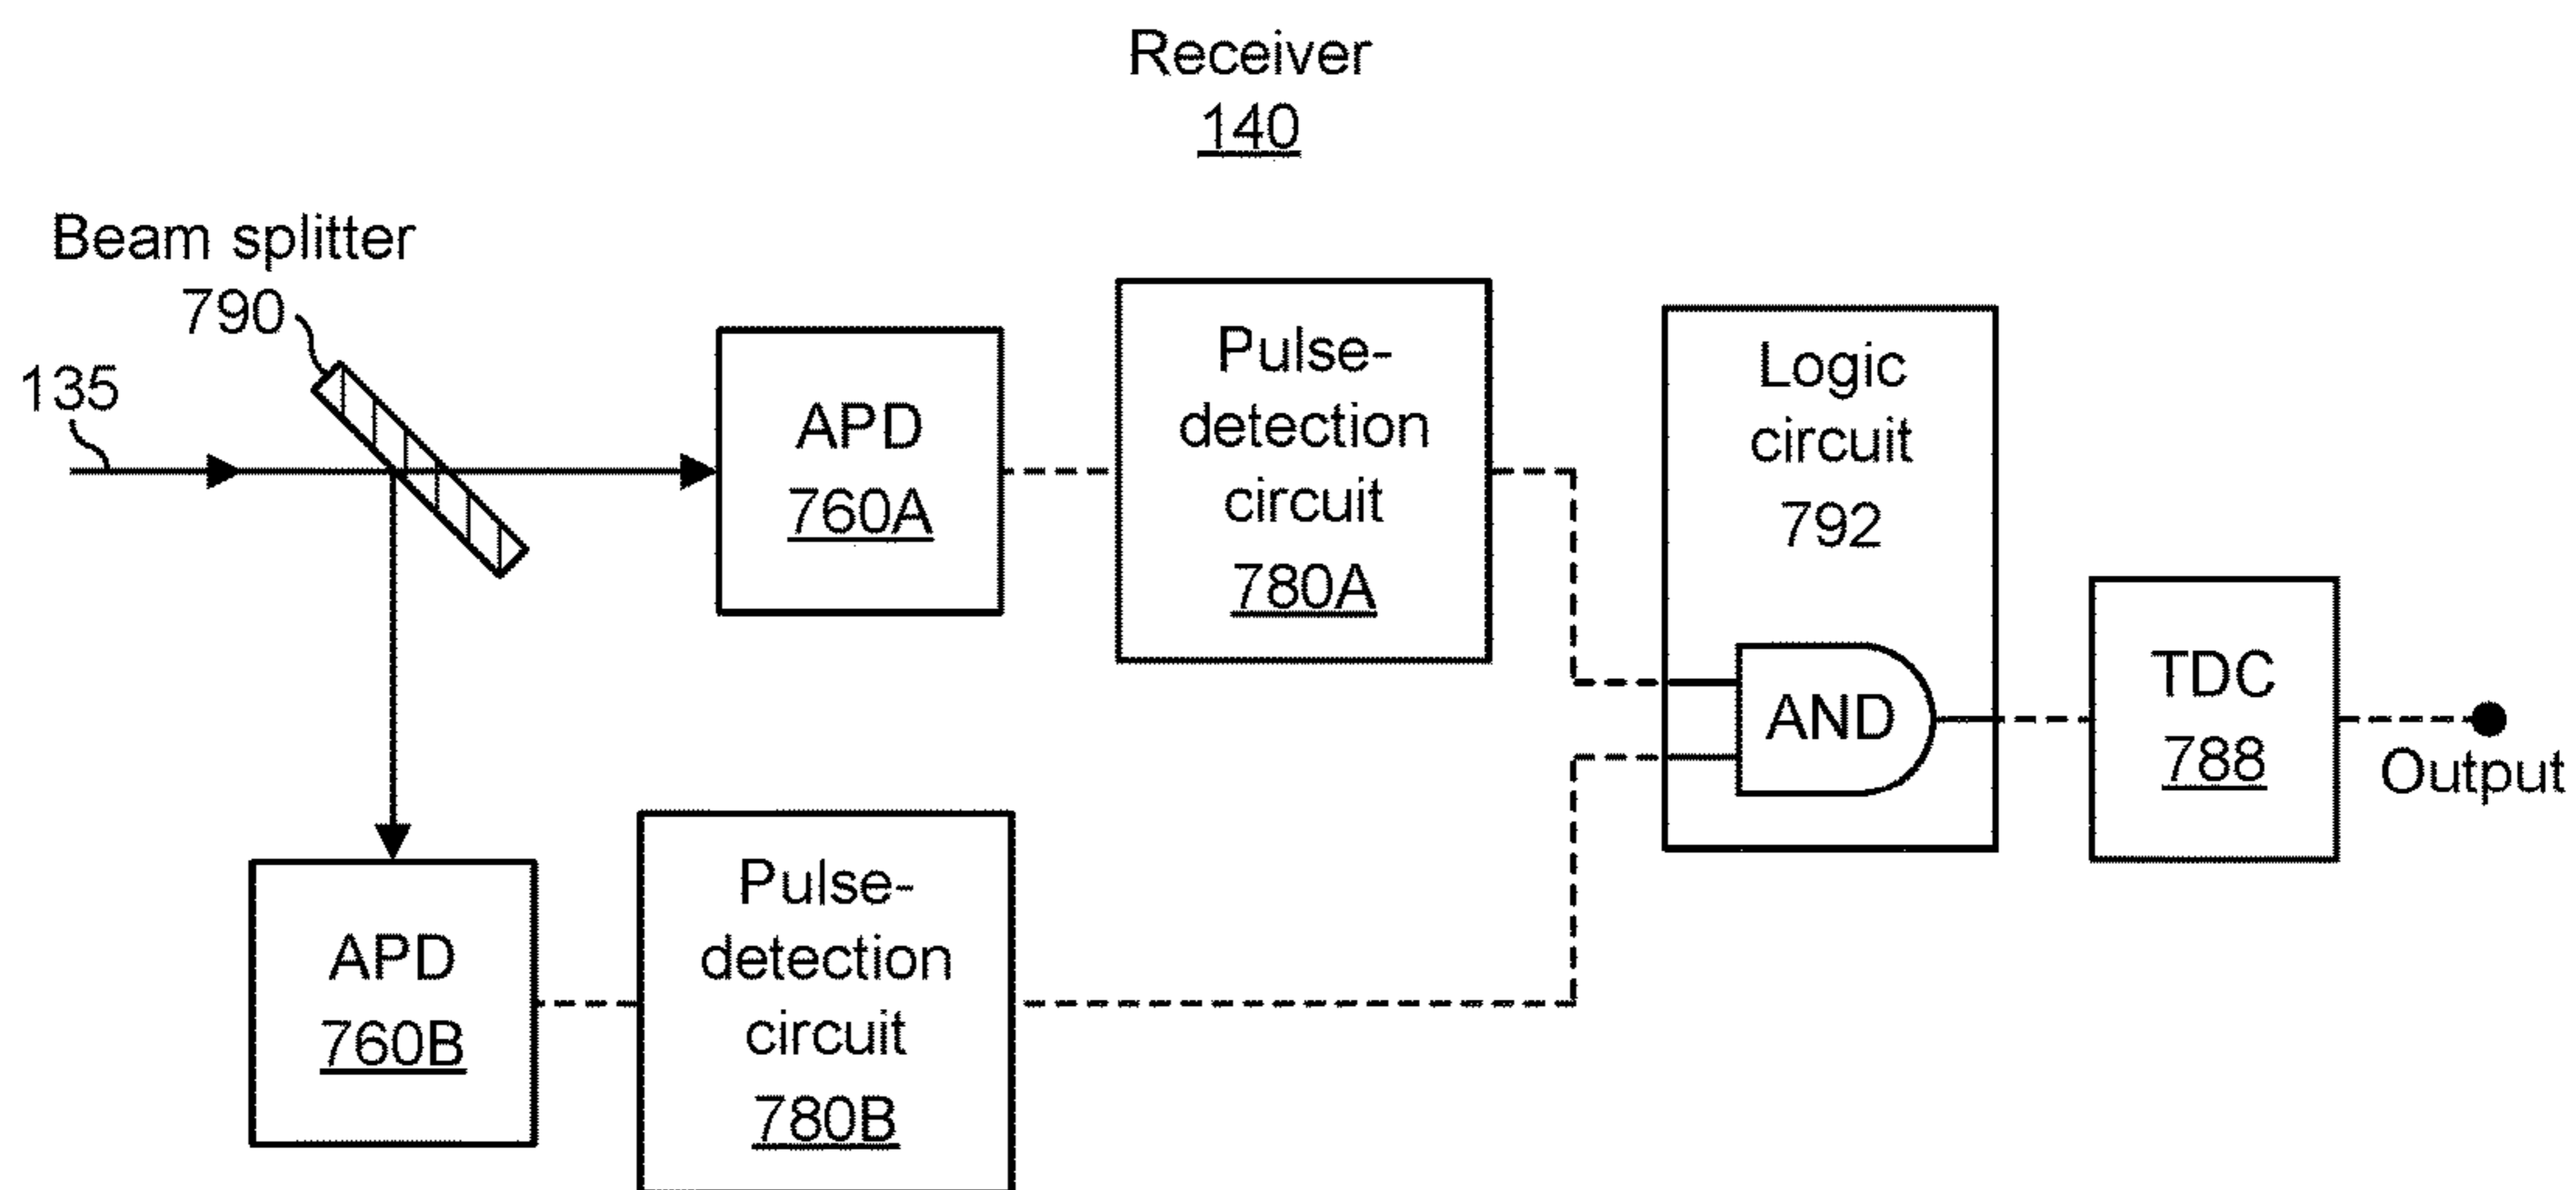 Receiver
140
Beam splitter
790
135
APD
760A
Pulse-
detection
circuit
780A
Logic
circuit
792
AND
TDC
788
Output
APD
760B
Pulse-
detection
circuit
780B